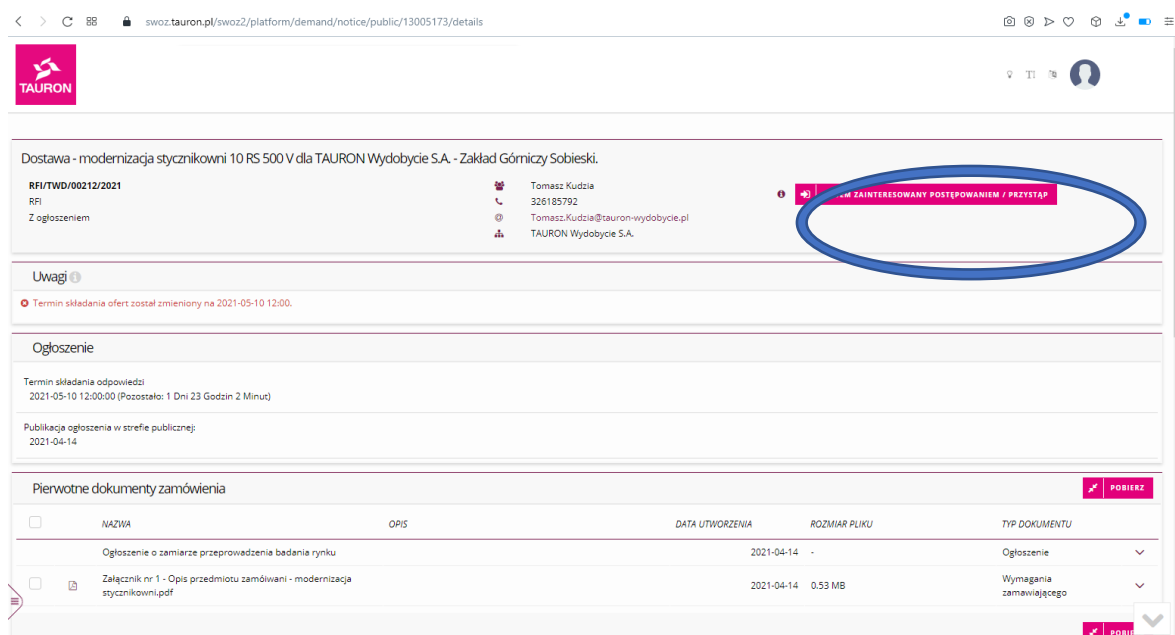 swoz.tauron.pl/swoz2/platform/demand/notice/public/13005173/details
TAURON
TI
Dostawa - modernizacja stycznikowni 10 RS 500 V dla TAURON Wydobycie S.A. - Zakład Górniczy Sobieski.
RFI/TWD/00212/2021
RFI
Z ogłoszeniem
Tomasz Kudzia
326185792
@ Tomasz.Kudzia@tauron-wydobycie.pl
TAURON Wydobycie S.A.
ZAINTERESOWANY POSTĘPOWANIEM / PRZYSTĄP
Uwagi
Termin składania ofert został zmieniony na 2021-05-10 12:00.
Ogłoszenie
Termin składania odpowiedzi
2021-05-10 12:00:00 (Pozostało: 1 Dni 23 Godzin 2 Minut)
Publikacja ogłoszenia w strefie publicznej:
2021-04-14
Pierwotne dokumenty zamówienia
POBIERZ
NAZWA OPIS DATA UTWORZENIA ROZMIAR PLIKU TYP DOKUMENTU
Ogłoszenie o zamiarze przeprowadzenia badania rynku 2021-04-14 - Ogłoszenie
Załącznik nr 1 - Opis przedmiotu zamóiwani - modernizacja
stycznikowni.pdf
2021-04-14 0.53 MB
Wymagania
zamawiającego